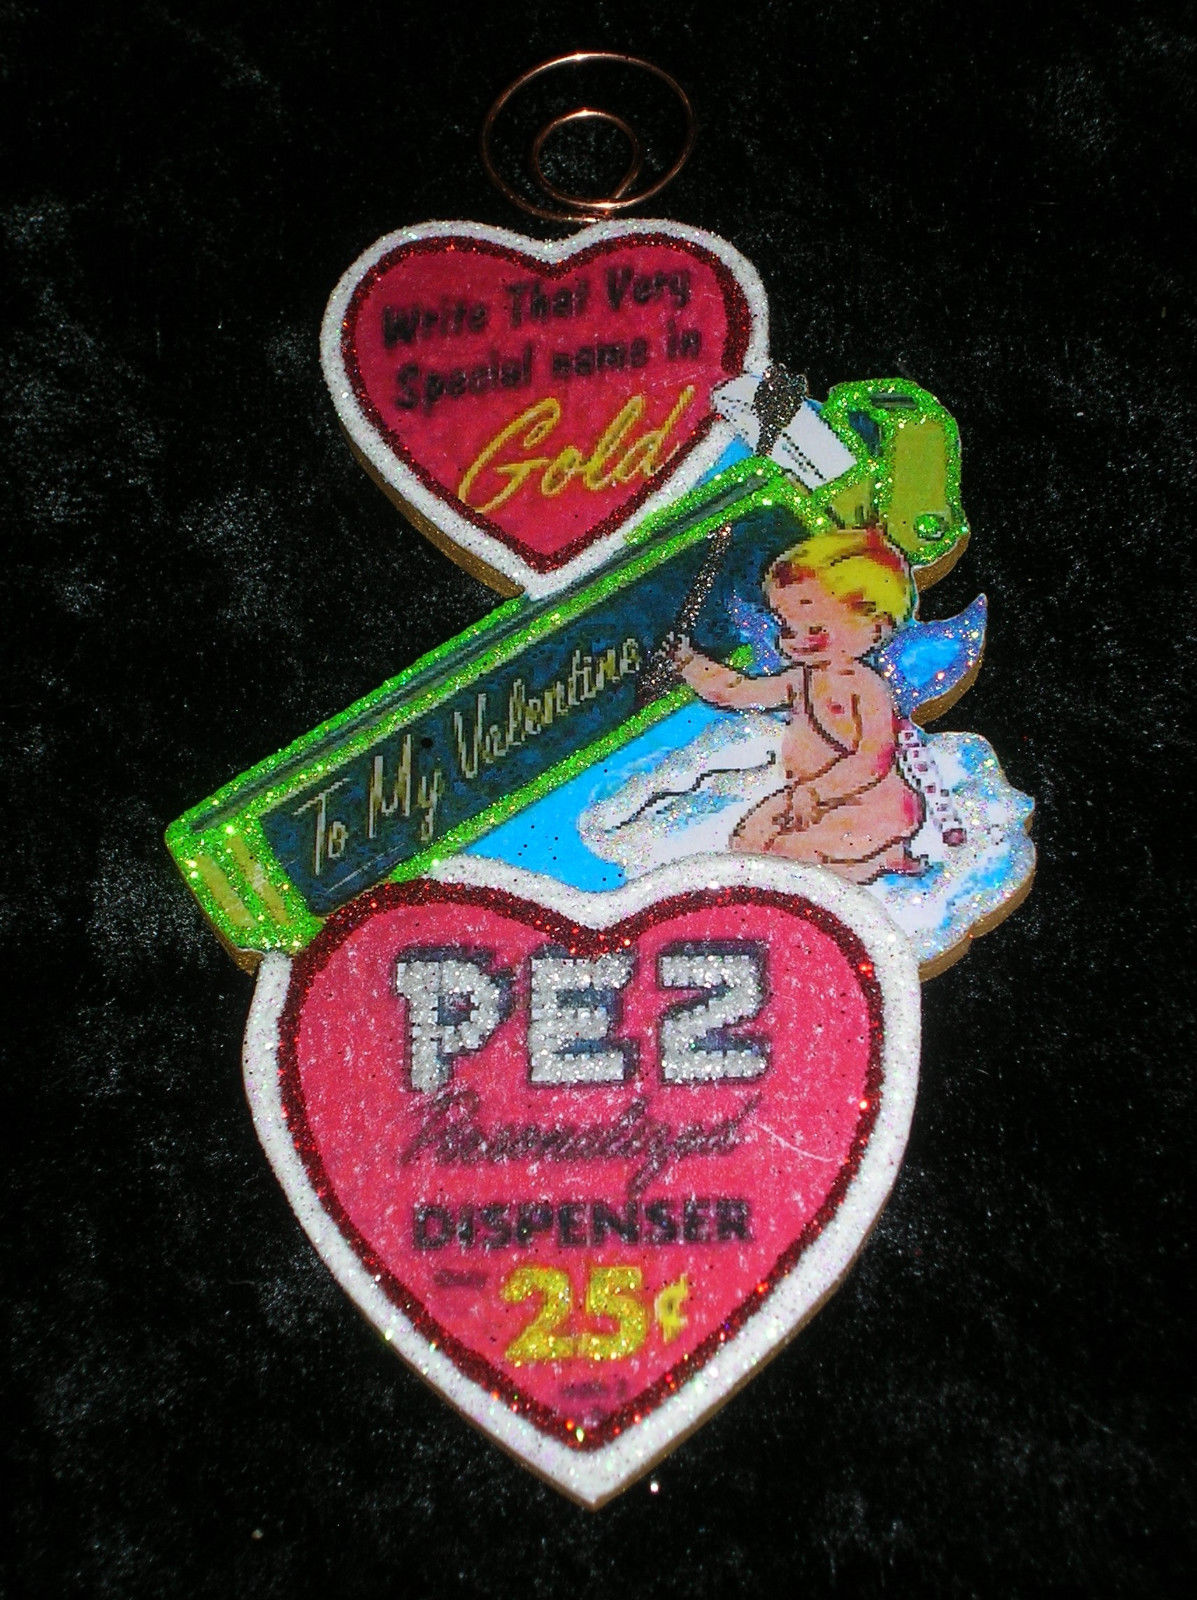 Write That Very
Special name in
Gold
To My Valentine
PEZ
Personalized
DISPENSER
25¢